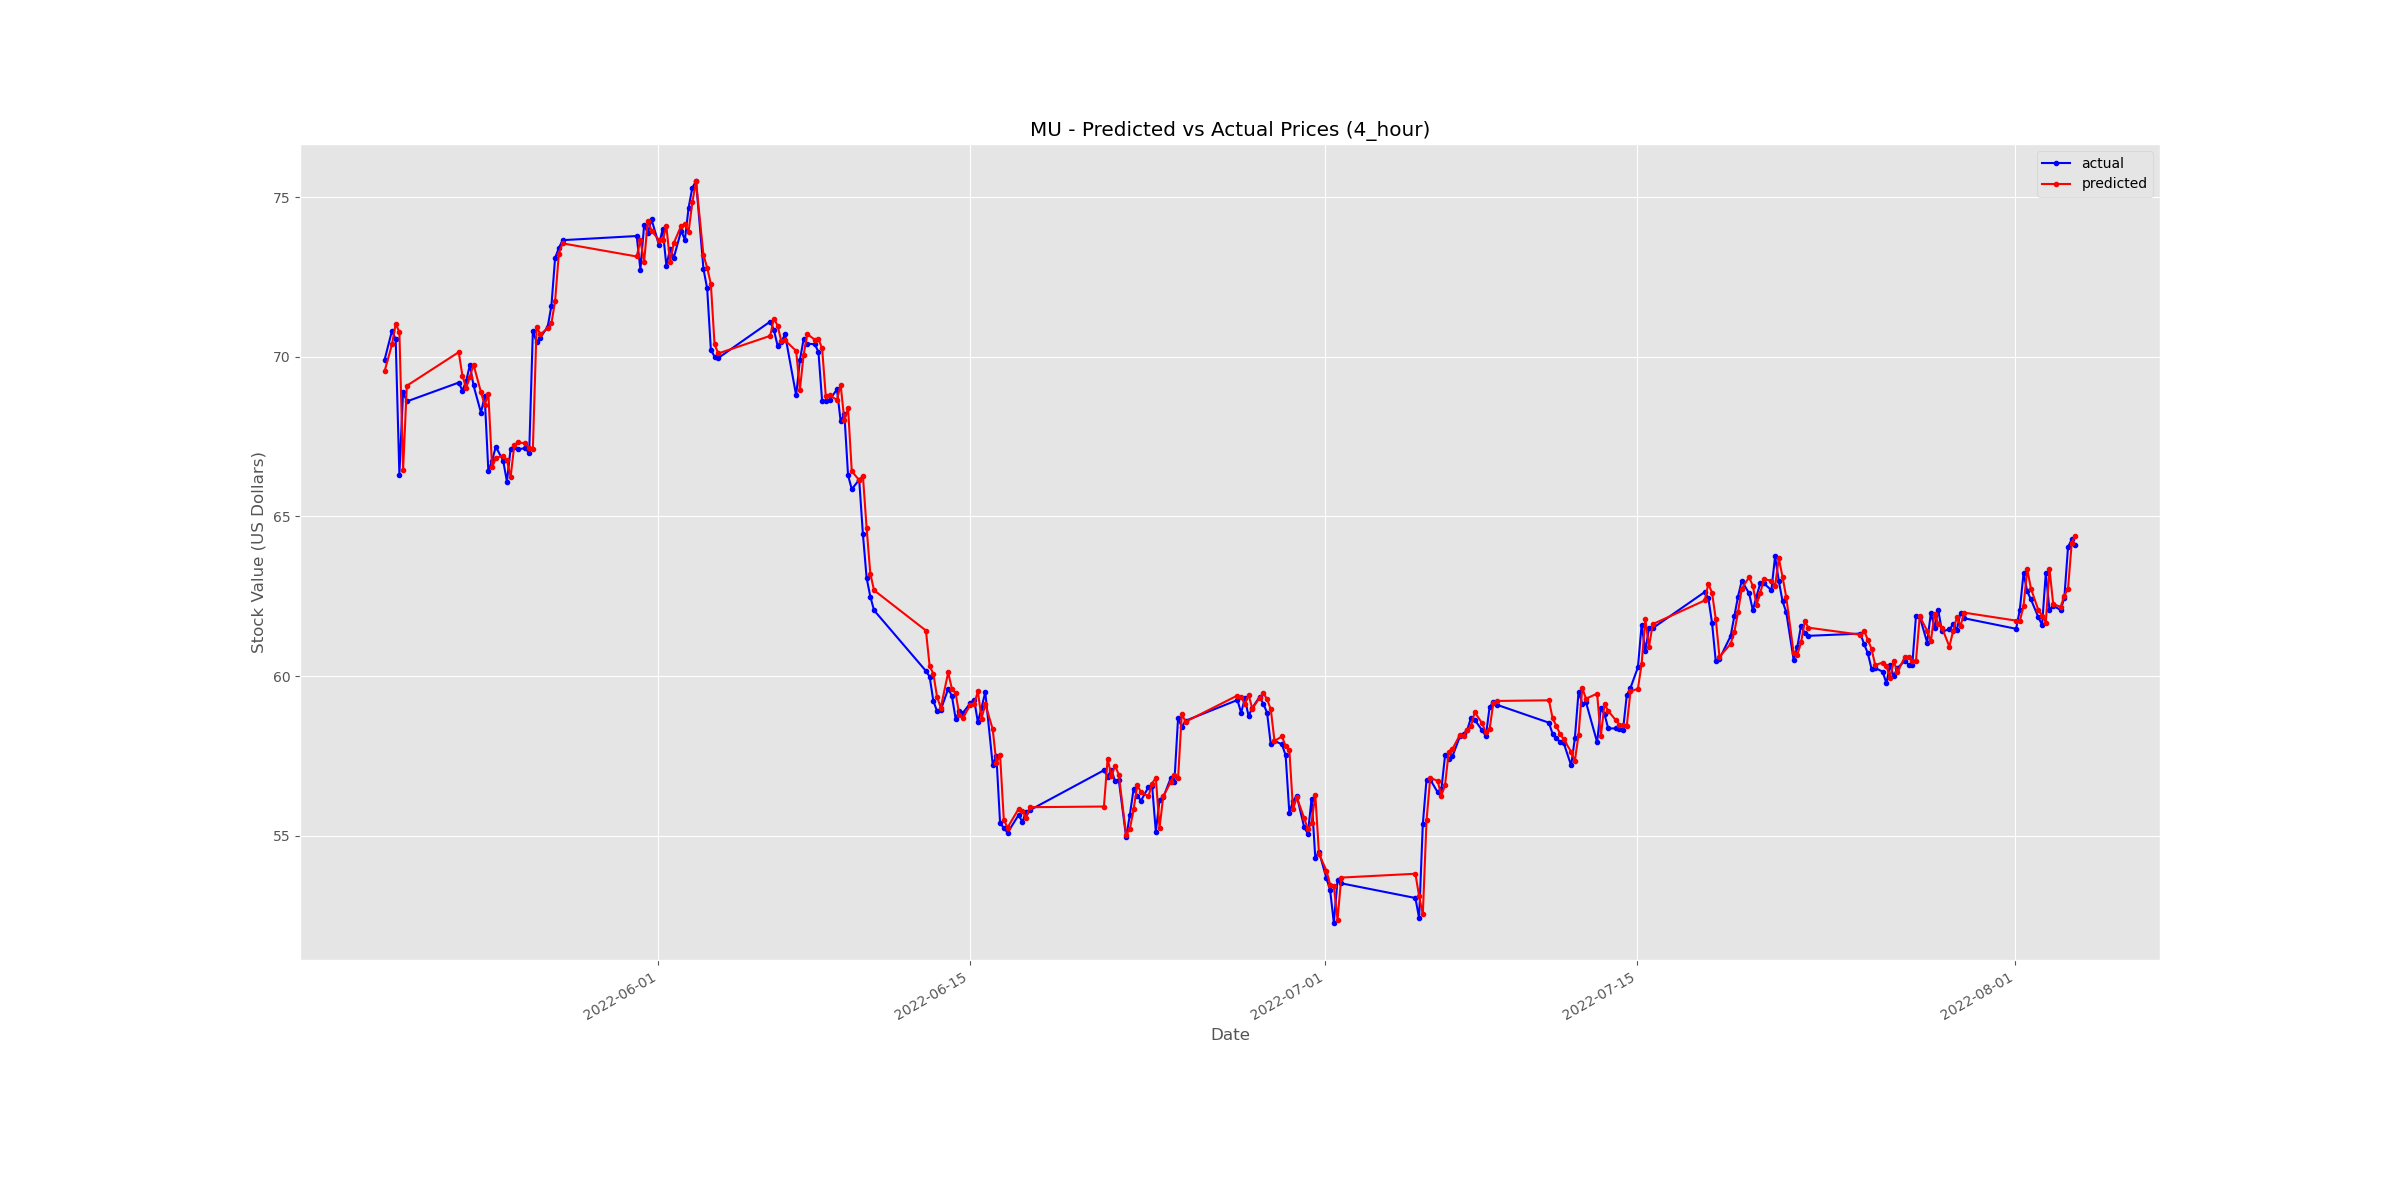 MU - Predicted vs Actual Prices (4_hour)
actual
predicted
75
70
65
60
55
Stock Value (US Dollars)
2022-06-01
2022-06-15
2022-07-01
2022-07-15
2022-08-01
Date